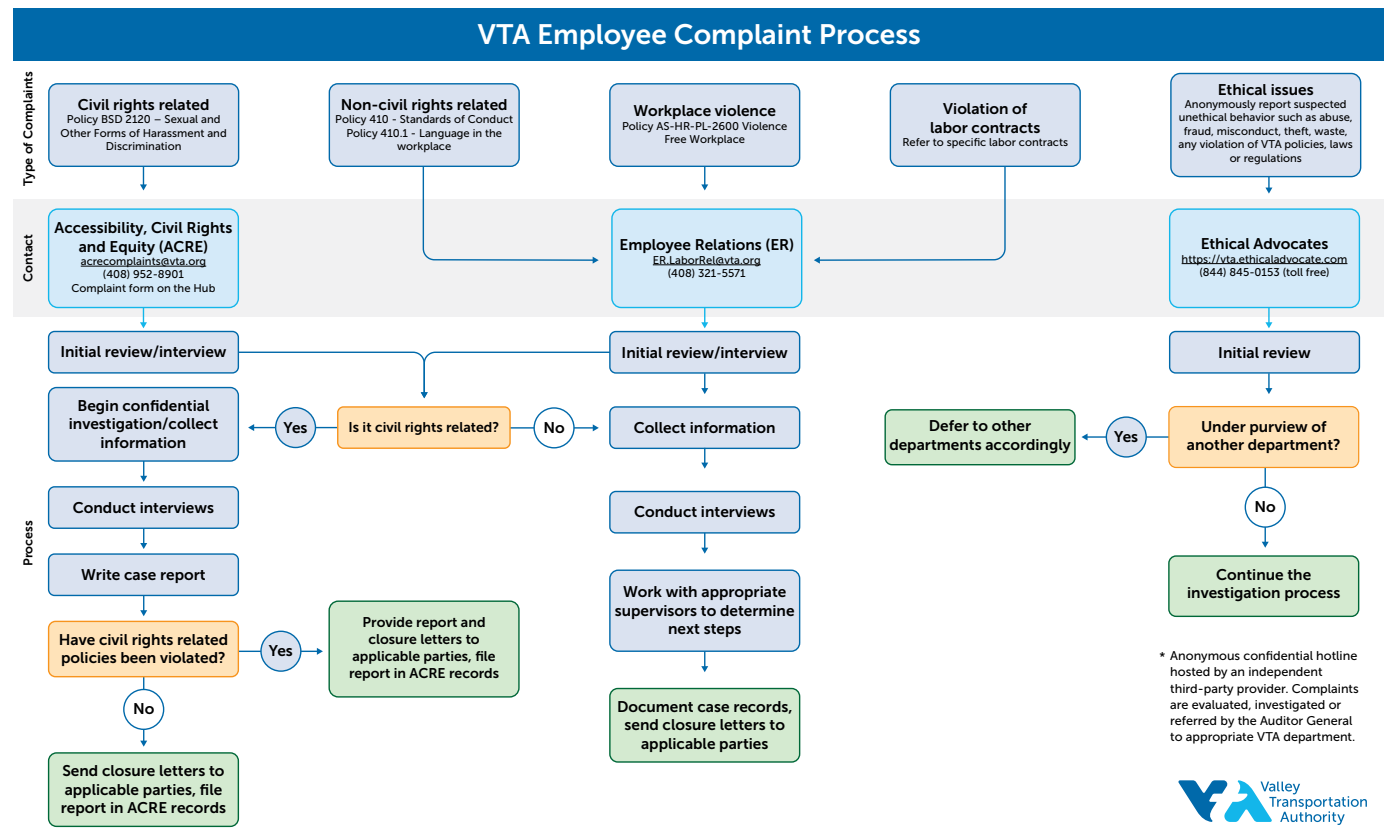 VTA Employee Complaint Process
Type of Complaints
Civil rights related
Policy BSD 2120 – Sexual and
Other Forms of Harassment and
Discrimination
Non-civil rights related
Policy 410 - Standards of Conduct
Policy 410.1 - Language in the
workplace
Workplace violence
Policy AS-HR-PL-2600 Violence
Free Workplace
Violation of
labor contracts
Refer to specific labor contracts
Ethical issues
Anonymously report suspected
unethical behavior such as abuse,
fraud, misconduct, theft, waste,
any violation of VTA policies, laws
or regulations
Contact
Accessibility, Civil Rights
and Equity (ACRE)
acrecomplaints@vta.org
(408) 952-8901
Complaint form on the Hub
Employee Relations (ER)
ER.LaborRel@vta.org
(408) 321-5571
Ethical Advocates
https://vta.ethicaladvocate.com
(844) 845-0153 (toll free)
Process
Initial review/interview
Initial review/interview
Initial review
Begin confidential
investigation/collect
information
Yes
Is it civil rights related?
No
Collect information
Defer to other
departments accordingly
Yes
Under purview of
another department?
No
Conduct interviews
Conduct interviews
Write case report
Work with appropriate
supervisors to determine
next steps
Continue the
investigation process
Have civil rights related
policies been violated?
Yes
Provide report and
closure letters to
applicable parties, file
report in ACRE records
No
Document case records,
send closure letters to
applicable parties
Send closure letters to
applicable parties, file
report in ACRE records
* Anonymous confidential hotline
hosted by an independent
third-party provider. Complaints
are evaluated, investigated or
referred by the Auditor General
to appropriate VTA department.
VTA
Valley
Transportation
Authority